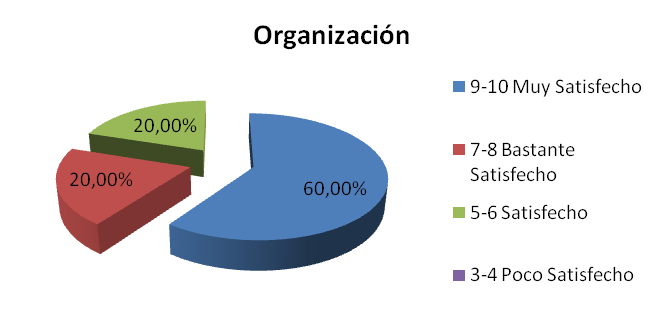 Organización
20,00%
20,00%
60,00%
9-10 Muy Satisfecho
7-8 Bastante
Satisfecho
5-6 Satisfecho
3-4 Poco Satisfecho